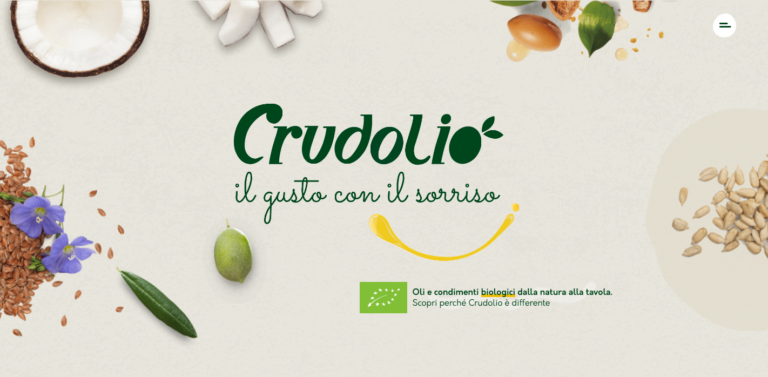 Crudolio
il gusto con il sorriso
Oli e condimenti biologici dalla natura alla tavola.
Scopri perché Crudolio è differente